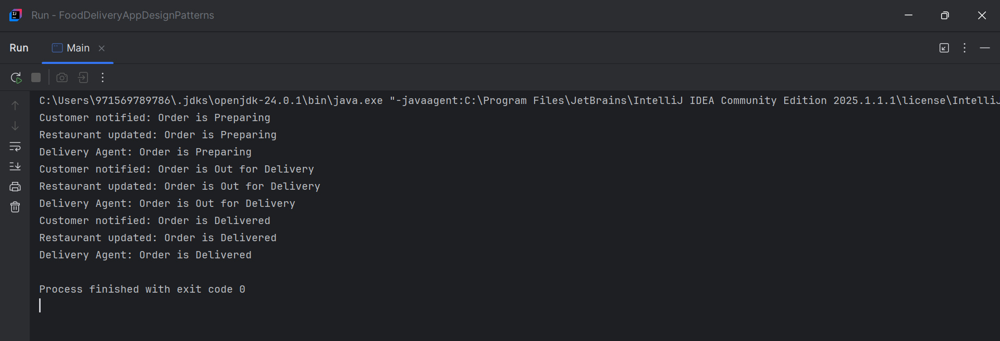 Run - FoodDeliveryAppDesignPatterns
Run Main
C:\Users\971569789786\.jdks\openjdk-24.0.1\bin\java.exe "-javaagent:C:\Program Files\JetBrains\IntelliJ IDEA Community Edition 2025.1.1.1\license\IntelliJ
Customer notified: Order is Preparing
Restaurant updated: Order is Preparing
Delivery Agent: Order is Preparing
Customer notified: Order is Out for Delivery
Restaurant updated: Order is Out for Delivery
Delivery Agent: Order is Out for Delivery
Customer notified: Order is Delivered
Restaurant updated: Order is Delivered
Delivery Agent: Order is Delivered
Process finished with exit code 0